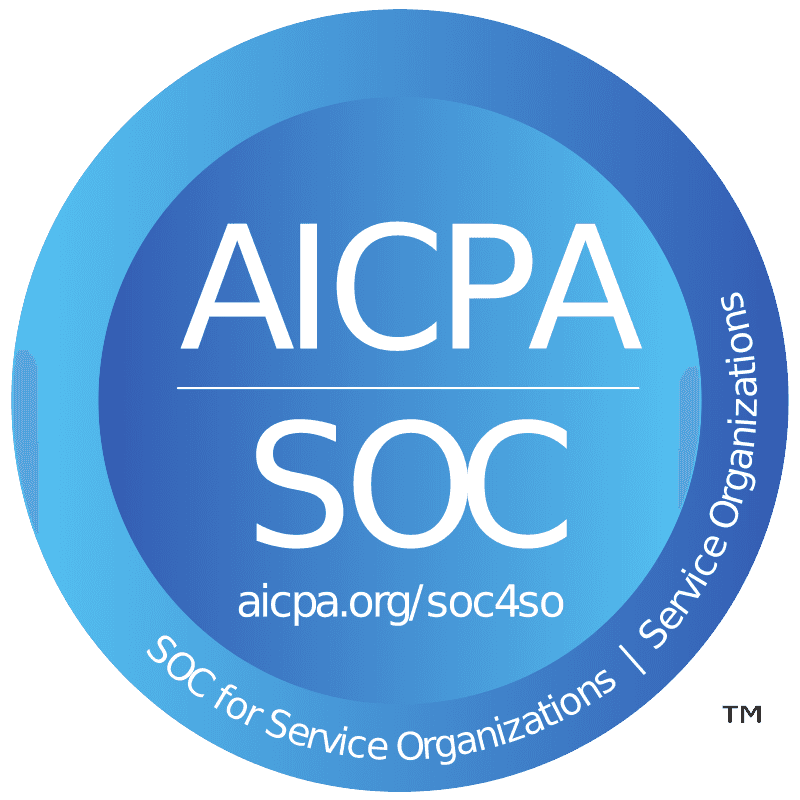 AICPA
SOC
aicpa.org/soc4so
SOC for Service Organizations | Service Organizations
TM